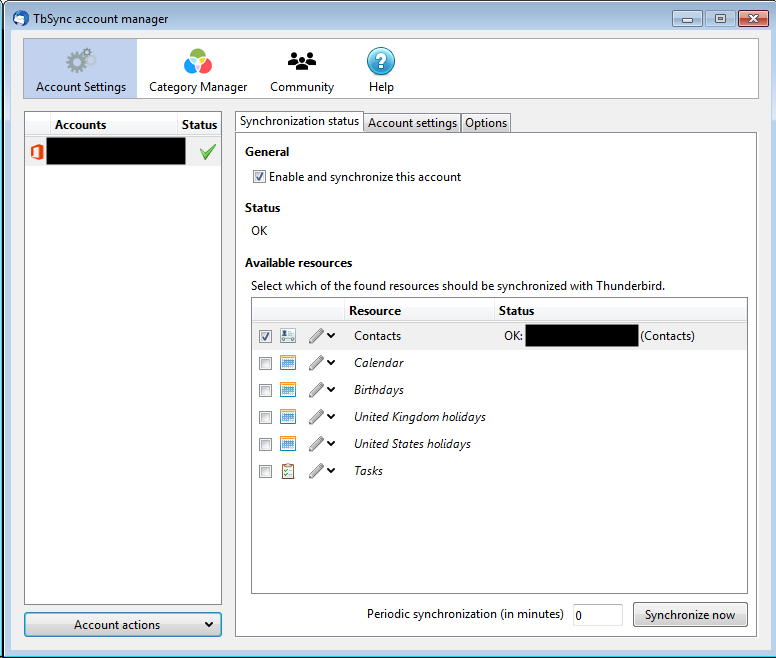 TbSync account manager
Account Settings Category Manager Community Help
Accounts Status
Synchronization status Account settings Options
General
Enable and synchronize this account
Status
OK
Available resources
Select which of the found resources should be synchronized with Thunderbird.
Resource Status
Contacts OK: (Contacts)
Calendar
Birthdays
United Kingdom holidays
United States holidays
Tasks
Periodic synchronization (in minutes) 0 Synchronize now
Account actions